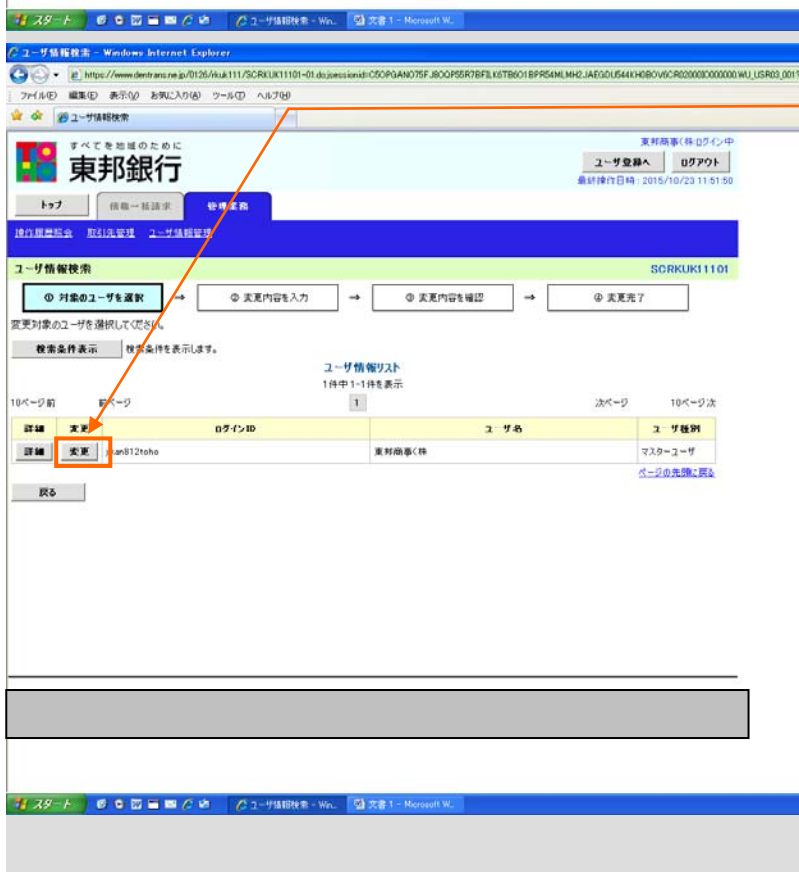 スタート ユーザ情報検索 - Win... 文書 1 - Microsoft W...
ユーザ情報検索 - Windows Internet Explorer
ファイル(F) 編集(E) 表示(V) お気に入り(A) ツール(T) ヘルプ(H)
ユーザ情報検索
すべてを地域のために
東邦銀行
東邦商事(株:ログイン中
ユーザ登録へ ログアウト
最終操作日時:2015/10/23 11:51:50
トップ 債権一括請求 管理業務
操作履歴照会 取引先管理 ユーザ情報管理
ユーザ情報検索 SCRKUK11101
① 対象のユーザを選択 ⇒ ② 変更内容を入力 ⇒ ③ 変更内容を確認 ⇒ ④ 変更完了
変更対象のユーザを選択してください。
検索条件表示 検索条件を表示します。
ユーザ情報リスト
1件中 1-1件を表示
10ページ前 前ページ 1 次ページ 10ページ次
詳細 変更 ログインID ユーザ名 ユーザ種別
詳細 変更 東邦商事(株 マスターユーザ
ページの先頭に戻る
戻る
スタート ユーザ情報検索 - Win... 文書 1 - Microsoft W...